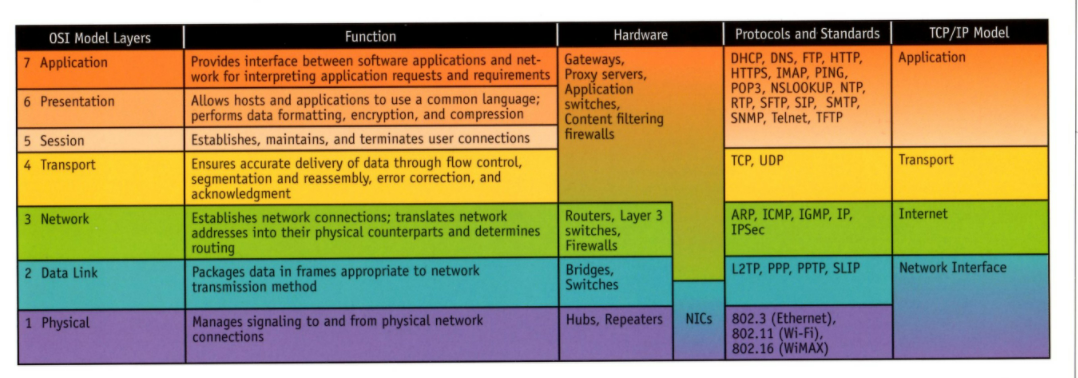 OSI Model Layers
Function
Hardware
Protocols and Standards
TCP/IP Model
7 Application
Provides interface between software applications and net-
work for interpreting application requests and requirements
Gateways,
Proxy servers,
Application
switches,
Content filtering
firewalls
DHCP, DNS, FTP, HTTP,
HTTPS, IMAP, PING,
POP3, NSLOOKUP, NTP,
RTP, SFTP, SIP, SMTP,
SNMP, Telnet, TFTP
Application
6 Presentation
Allows hosts and applications to use a common language;
performs data formatting, encryption, and compression
5 Session
Establishes, maintains, and terminates user connections
4 Transport
Ensures accurate delivery of data through flow control,
segmentation and reassembly, error correction, and
acknowledgment
TCP, UDP
Transport
3 Network
Establishes network connections; translates network
addresses into their physical counterparts and determines
routing
Routers, Layer 3
switches,
Firewalls
ARP, ICMP, IGMP, IP,
IPSec
Internet
2 Data Link
Packages data in frames appropriate to network
transmission method
Bridges,
Switches
L2TP, PPP, PPTP, SLIP
Network Interface
1 Physical
Manages signaling to and from physical network
connections
Hubs, Repeaters
NICs
802.3 (Ethernet),
802.11 (Wi-Fi),
802.16 (WiMAX)